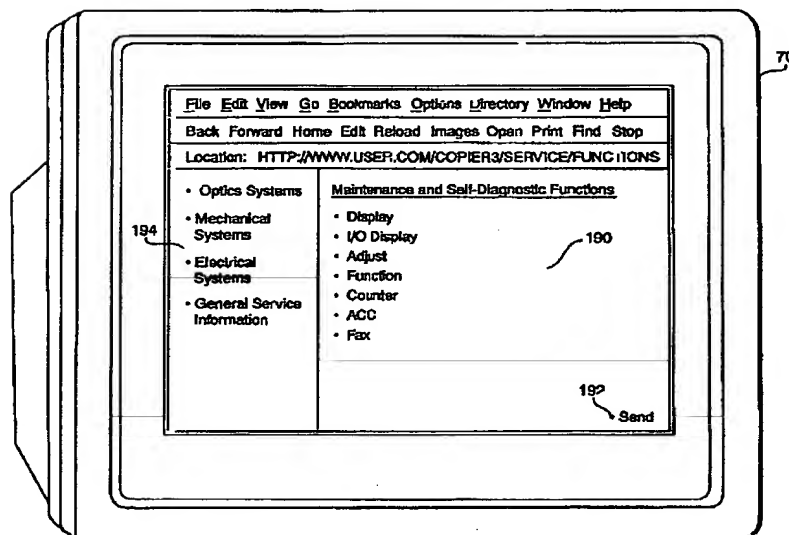 70
File Edit View Go Bookmarks Options Directory Window Help
Back Forward Home Edit Reload Images Open Print Find Stop
Location: HTTP://WWW.USER.COM/COPIER3/SERVICE/FUNCTIONS
• Optics Systems
• Mechanical
Systems
• Electrical
Systems
• General Service
Information
194
Maintenance and Self-Diagnostic Functions
• Display
• I/O Display
• Adjust
• Function
• Counter
• ACC
• Fax
190
192
• Send